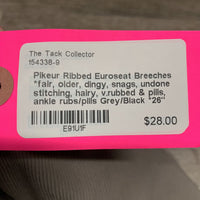 The Tack Collector
154338-9
Pikeur Ribbed Euroseat Breeches
*fair, older, dingy, snags, undone
stitching, hairy, v.rubbed & pills,
ankle rubs/pills Grey/Black *26"
E91U1F
$28.00